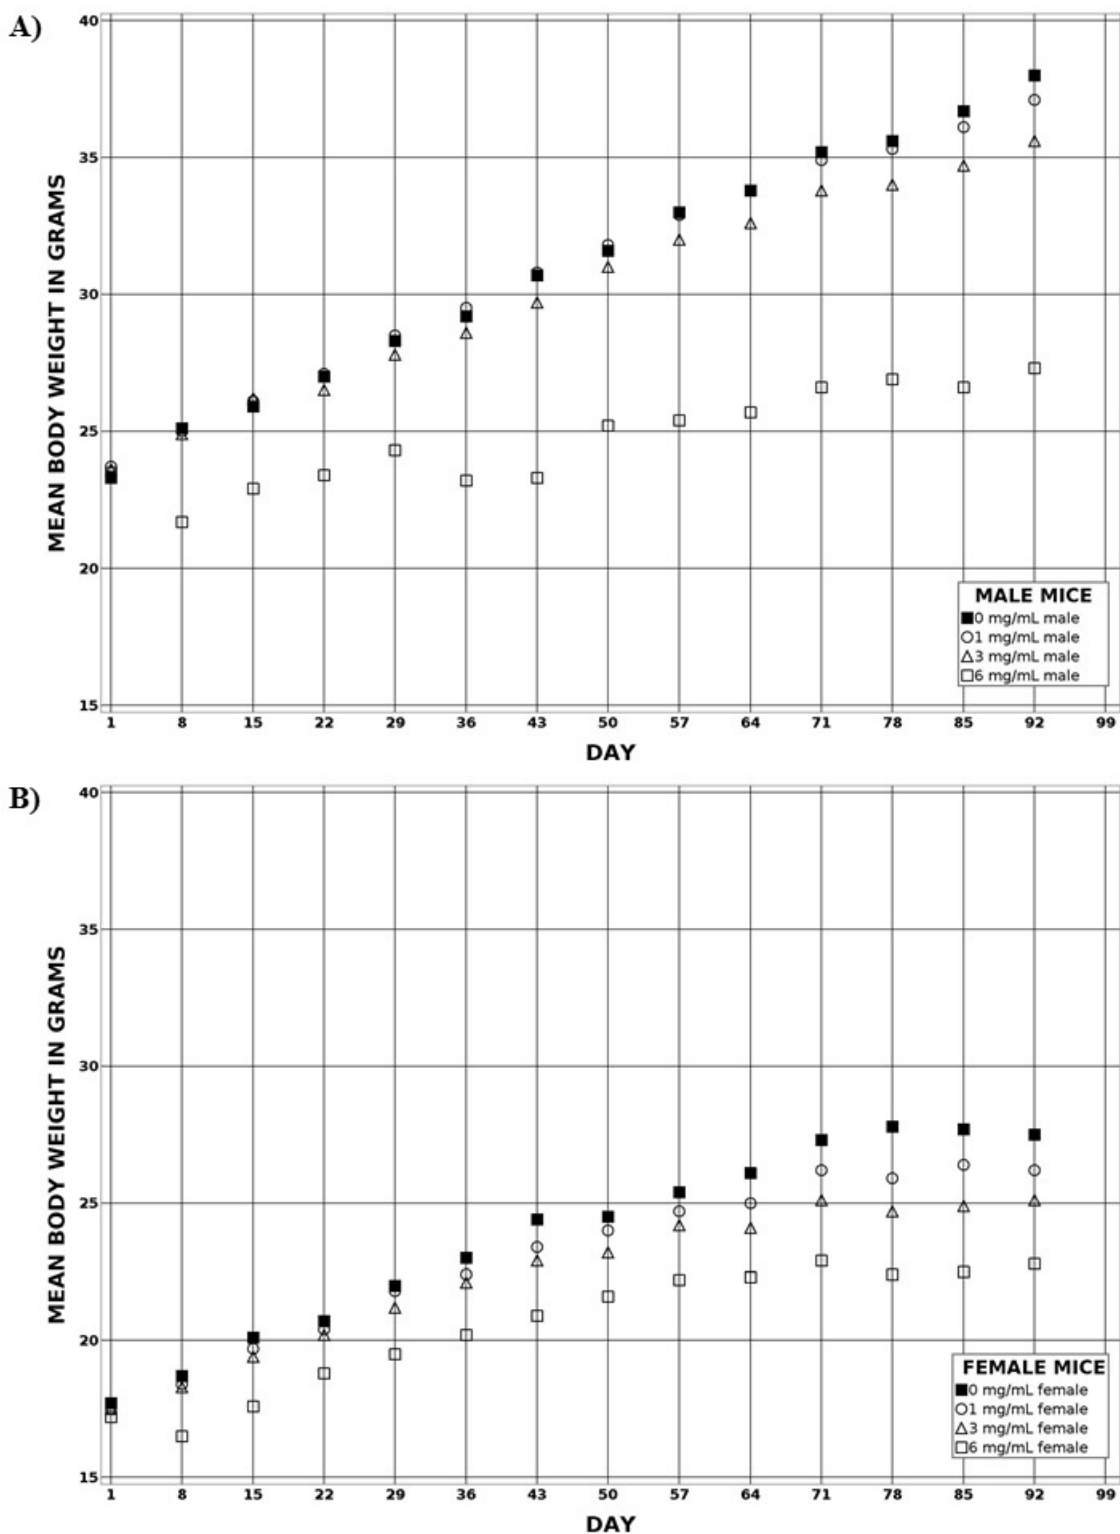 A)
40
35
30
25
20
15
MEAN BODY WEIGHT IN GRAMS
MALE MICE
0 mg/mL male
1 mg/mL male
3 mg/mL male
6 mg/mL male
1 8 15 22 29 36 43 50 57 64 71 78 85 92 99
DAY
B)
40
35
30
25
20
15
MEAN BODY WEIGHT IN GRAMS
FEMALE MICE
0 mg/mL female
1 mg/mL female
3 mg/mL female
6 mg/mL female
1 8 15 22 29 36 43 50 57 64 71 78 85 92 99
DAY